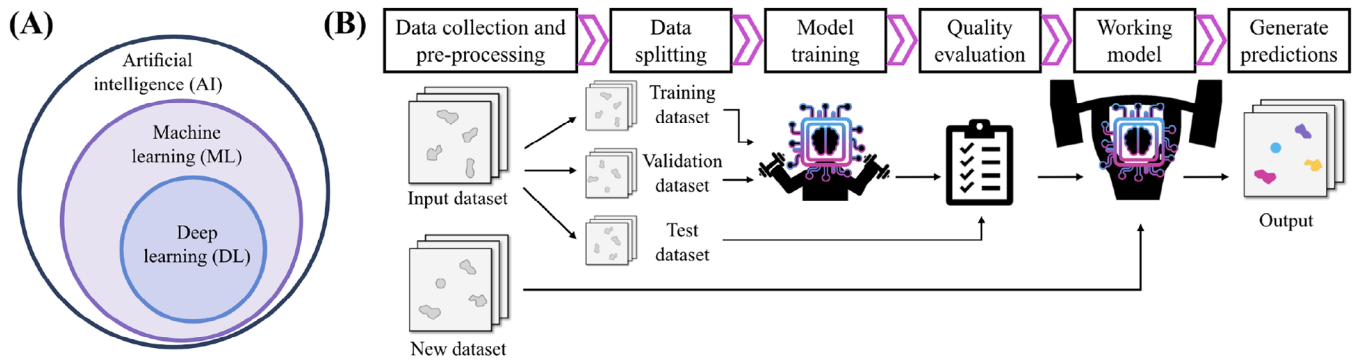 (A)
Artificial
intelligence (AI)
Machine
learning (ML)
Deep
learning (DL)
(B)
Data collection and
pre-processing
Data
splitting
Model
training
Quality
evaluation
Working
model
Generate
predictions
Input dataset
Training
dataset
Validation
dataset
Test
dataset
Output
New dataset